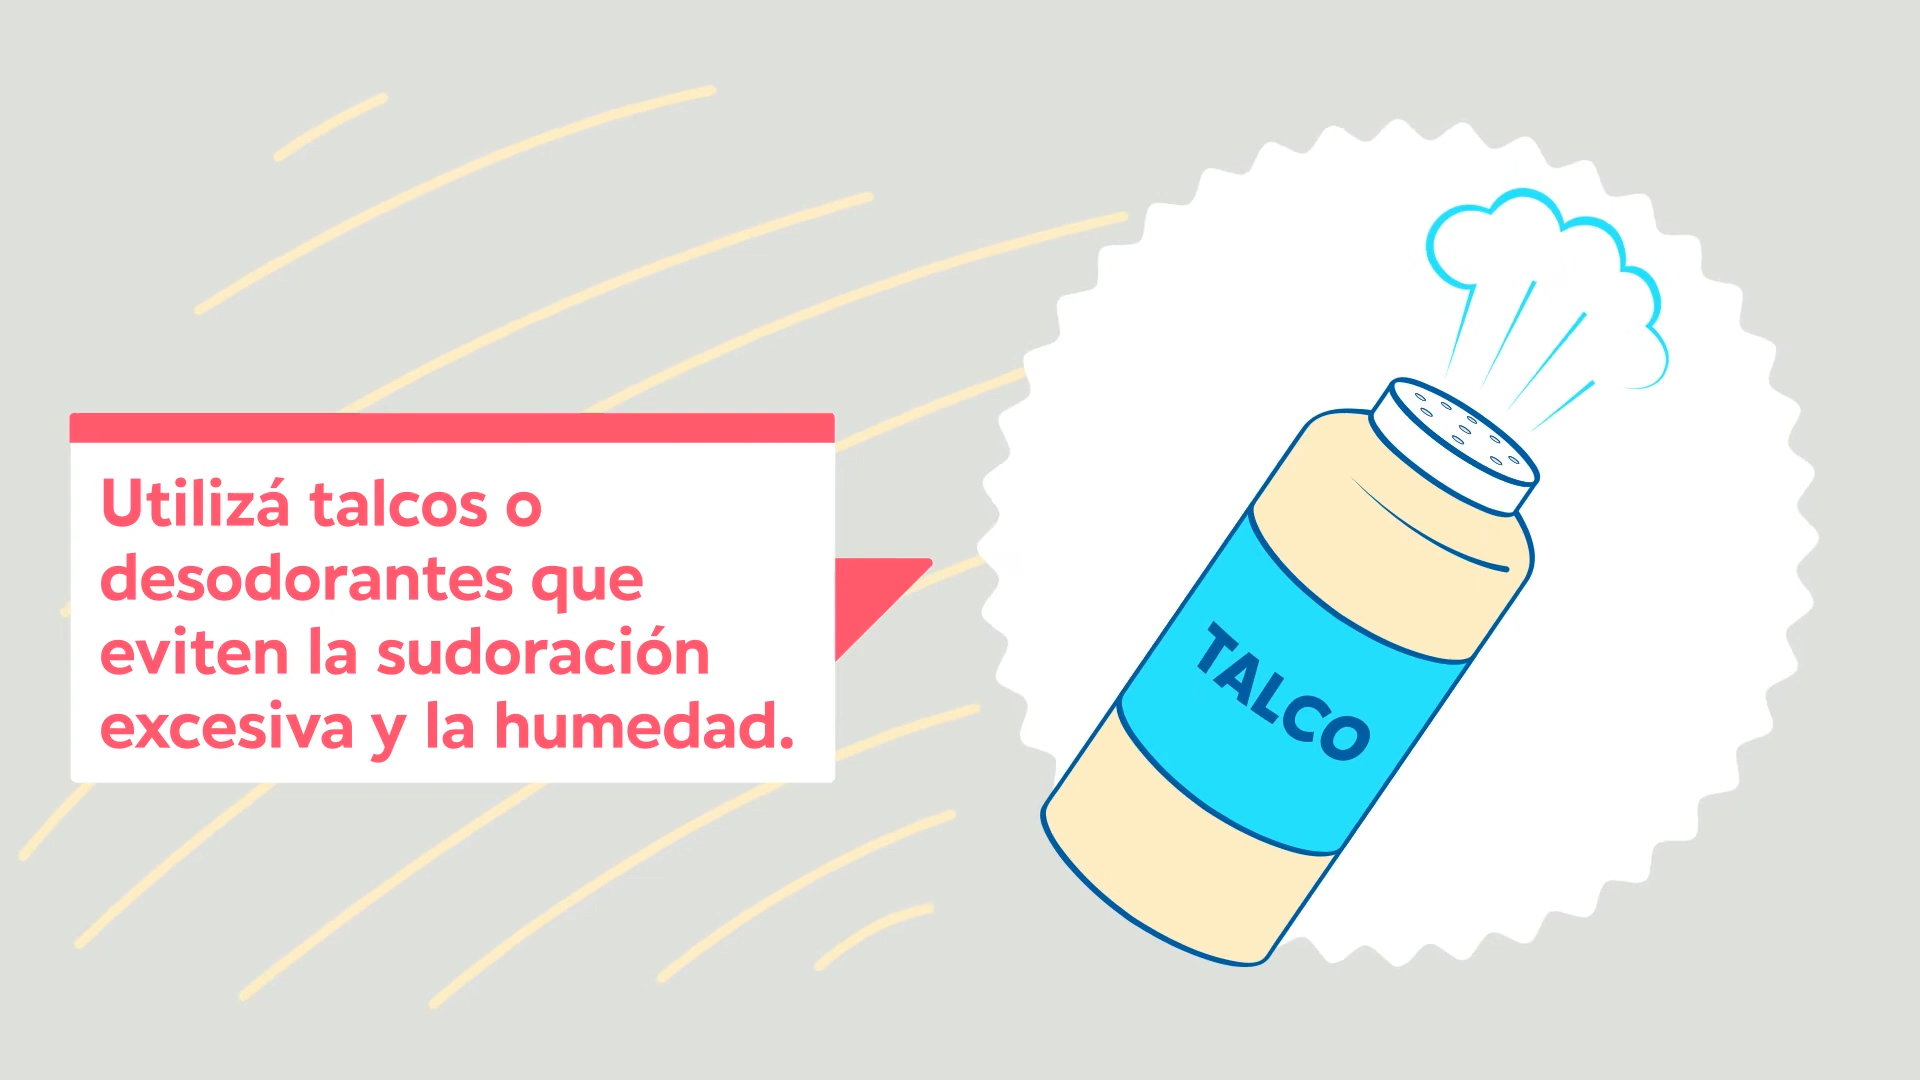 Utilizá talcos o
desodorantes que
eviten la sudoración
excesiva y la humedad.
TALCO